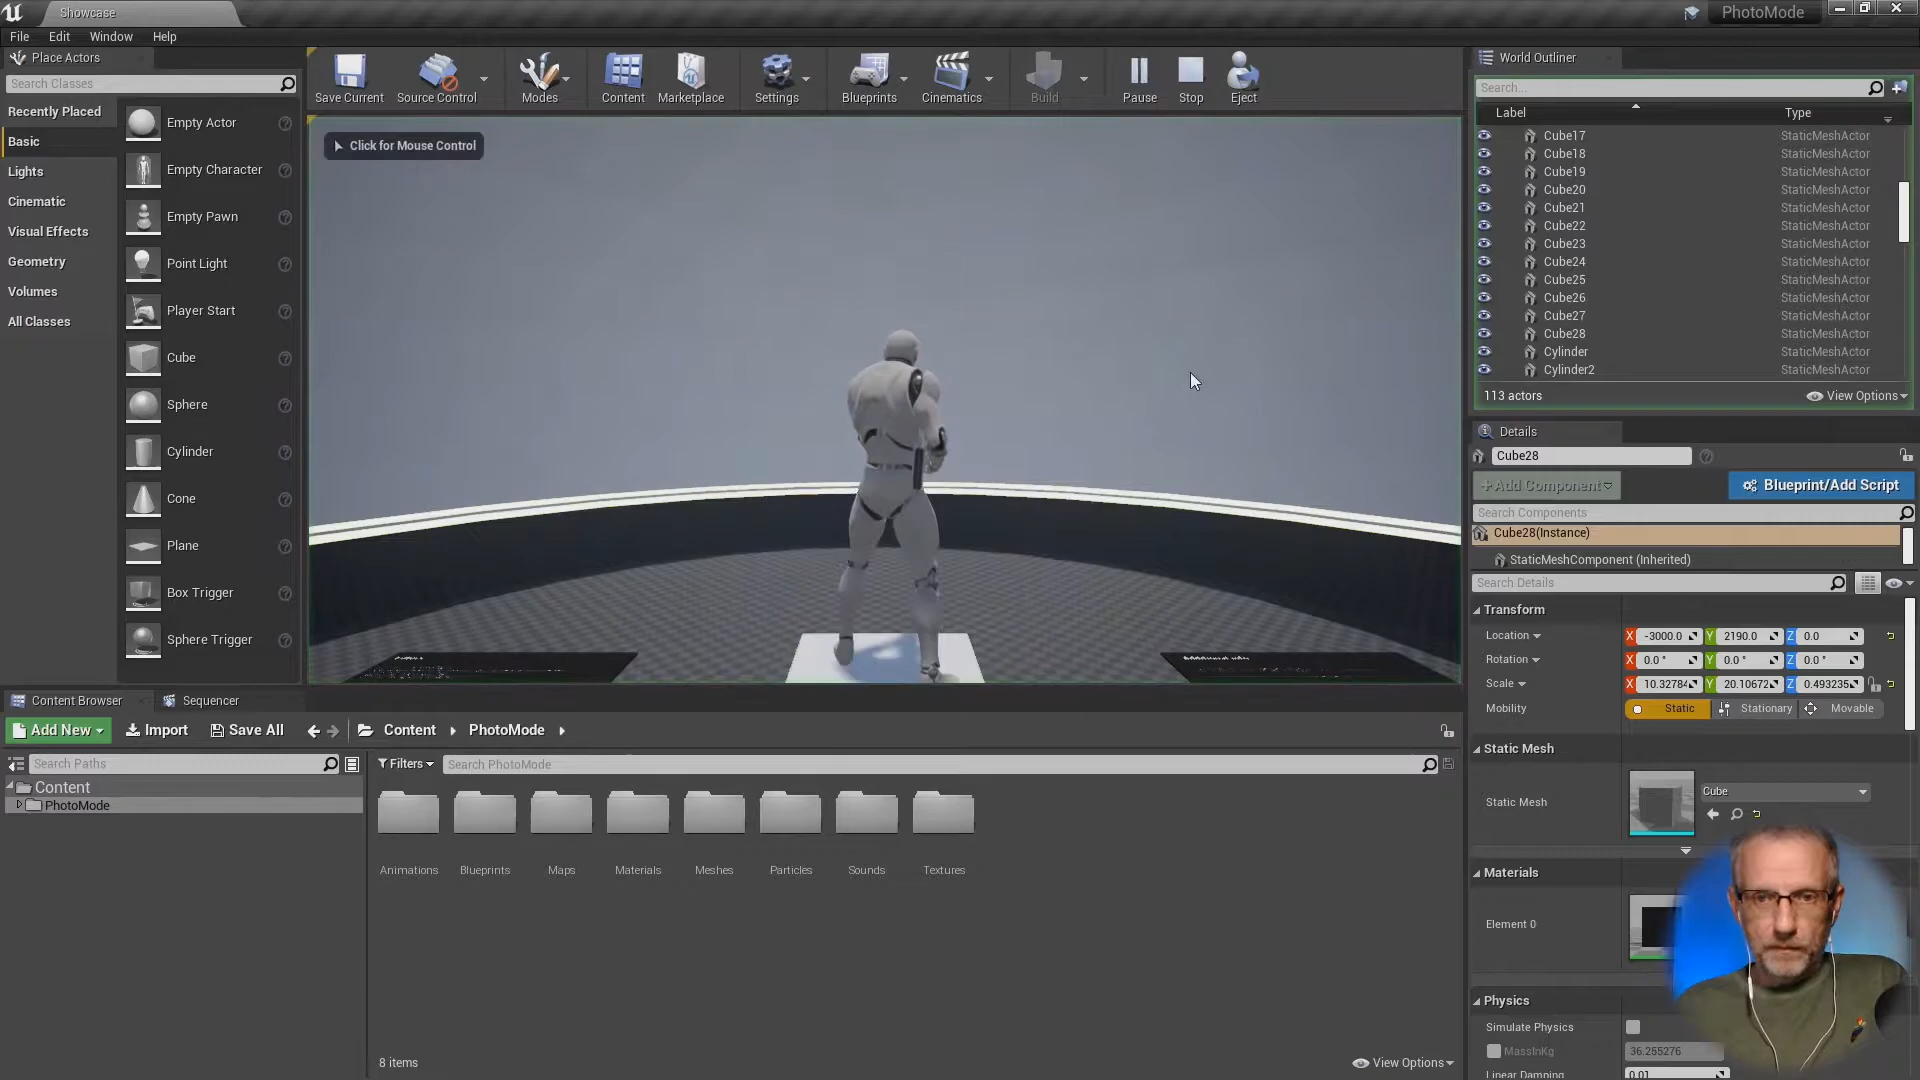 Showcase
PhotoMode
File Edit Window Help
Place Actors
Search Classes
Recently Placed
Basic
Lights
Cinematic
Visual Effects
Geometry
Volumes
All Classes
Empty Actor
Empty Character
Empty Pawn
Point Light
Player Start
Cube
Sphere
Cylinder
Cone
Plane
Box Trigger
Sphere Trigger
Save Current Source Control Modes Content Marketplace Settings Blueprints Cinematics Build Pause Stop Eject
Click for Mouse Control
World Outliner
Search...
Label Type
Cube17 StaticMeshActor
Cube18 StaticMeshActor
Cube19 StaticMeshActor
Cube20 StaticMeshActor
Cube21 StaticMeshActor
Cube22 StaticMeshActor
Cube23 StaticMeshActor
Cube24 StaticMeshActor
Cube25 StaticMeshActor
Cube26 StaticMeshActor
Cube27 StaticMeshActor
Cube28 StaticMeshActor
Cylinder StaticMeshActor
Cylinder2 StaticMeshActor
113 actors View Options
Details
Cube28
+Add Component Blueprint/Add Script
Search Components
Cube28(Instance)
StaticMeshComponent (Inherited)
Search Details
Transform
Location X -3000.0 Y 2190.0 Z 0.0
Rotation X 0.0 ° Y 0.0 ° Z 0.0 °
Scale X 10.32784 Y 20.10672 Z 0.493235
Mobility Static Stationary Movable
Static Mesh
Static Mesh Cube
Materials
Element 0
Physics
Simulate Physics
MassInKg 36.255276
Linear Damping 0.01
Content Browser Sequencer
Add New Import Save All Content PhotoMode
Search Paths
Content
PhotoMode
Filters Search PhotoMode
Animations Blueprints Maps Materials Meshes Particles Sounds Textures
8 items View Options